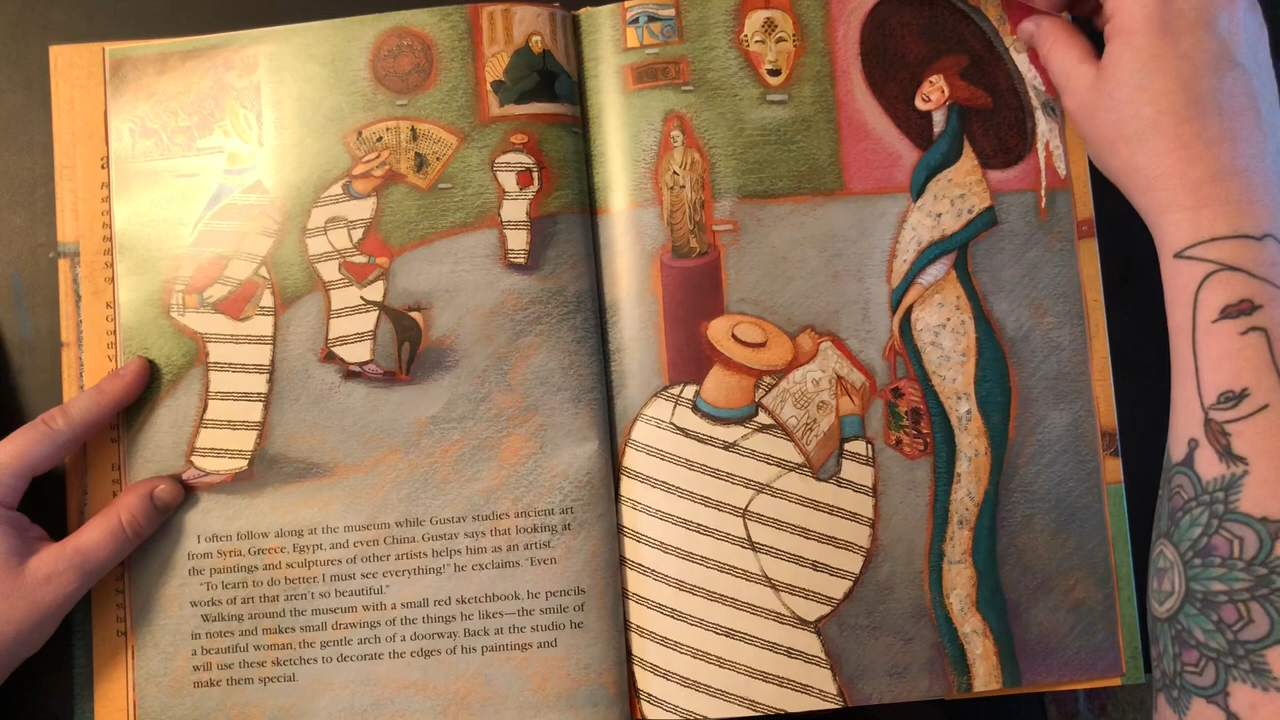 I often follow along at the museum while Gustav studies ancient art
from Syria, Greece, Egypt, and even China. Gustav says that looking at
the paintings and sculptures of other artists helps him as an artist.
"To learn to do better, I must see everything!" he exclaims. "Even
works of art that aren't so beautiful."
Walking around the museum with a small red sketchbook, he pencils
in notes and makes small drawings of the things he likes—the smile of
a beautiful woman, the gentle arch of a doorway. Back at the studio he
will use these sketches to decorate the edges of his paintings and
make them special.